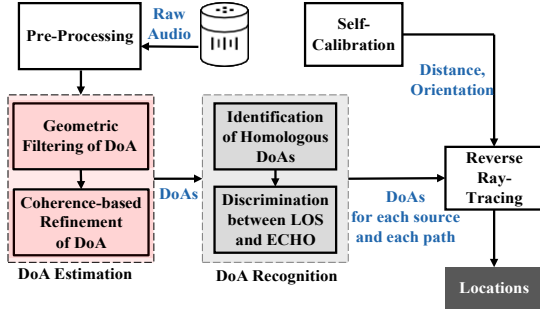 Pre-Processing
Raw
Audio
Self-
Calibration
Distance,
Orientation
Geometric
Filtering of DoA
Coherence-based
Refinement
of DoA
DoA Estimation
DoAs
Identification
of Homologous
DoAs
Discrimination
between LOS
and ECHO
DoA Recognition
DoAs
for each source
and each path
Reverse
Ray-
Tracing
Locations